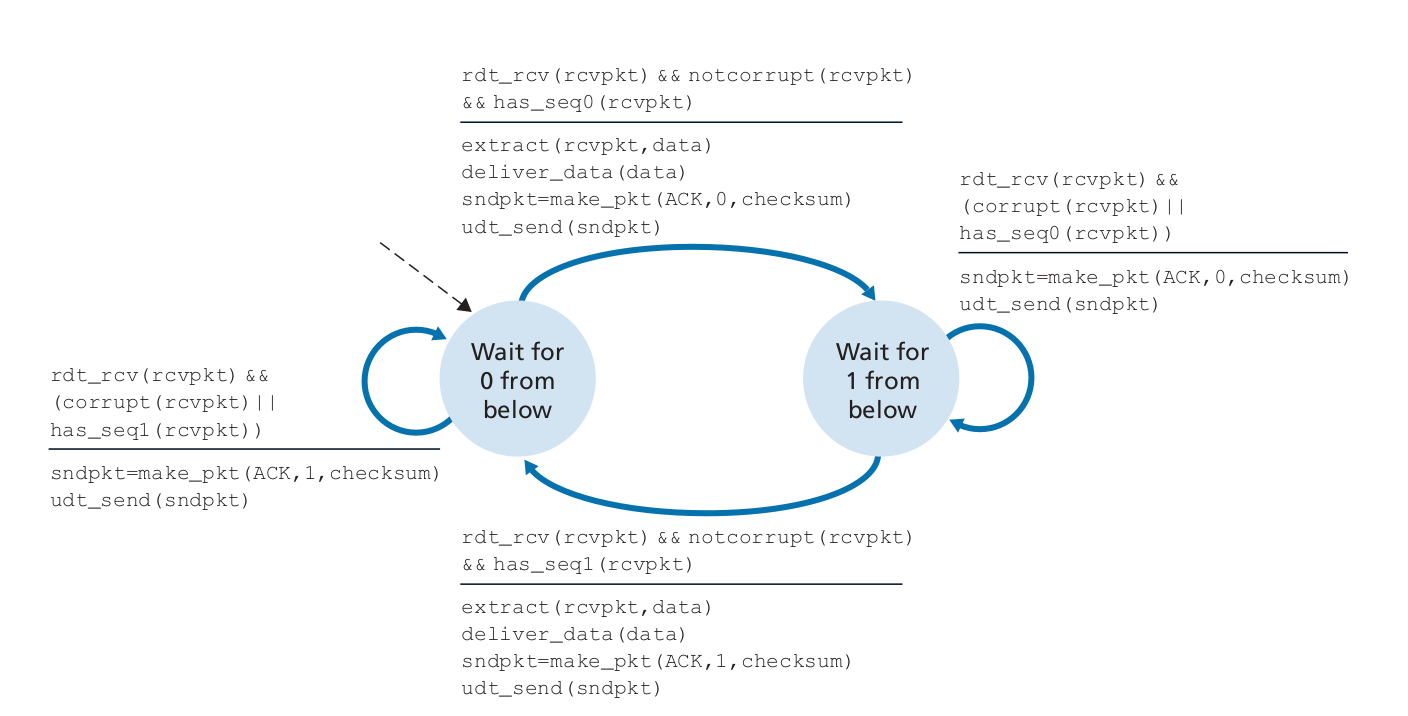 rdt_rcv(rcvpkt) && notcorrupt(rcvpkt)
&& has_seq0(rcvpkt)
extract(rcvpkt,data)
deliver_data(data)
sndpkt=make_pkt(ACK,0,checksum)
udt_send(sndpkt)
rdt_rcv(rcvpkt) &&
(corrupt(rcvpkt)||
has_seq0(rcvpkt))
sndpkt=make_pkt(ACK,0,checksum)
udt_send(sndpkt)
Wait for
0 from
below
Wait for
1 from
below
rdt_rcv(rcvpkt) &&
(corrupt(rcvpkt)||
has_seq1(rcvpkt))
sndpkt=make_pkt(ACK,1,checksum)
udt_send(sndpkt)
rdt_rcv(rcvpkt) && notcorrupt(rcvpkt)
&& has_seq1(rcvpkt)
extract(rcvpkt,data)
deliver_data(data)
sndpkt=make_pkt(ACK,1,checksum)
udt_send(sndpkt)